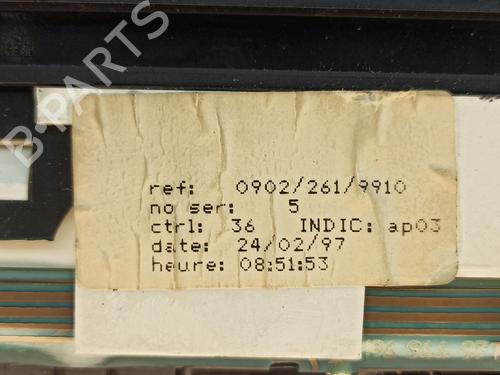 B-PARTS
ref: 0902/261/9910
no ser: 5
ctrl: 36 INDIC: ap03
date: 24/02/97
heure: 08:51:53